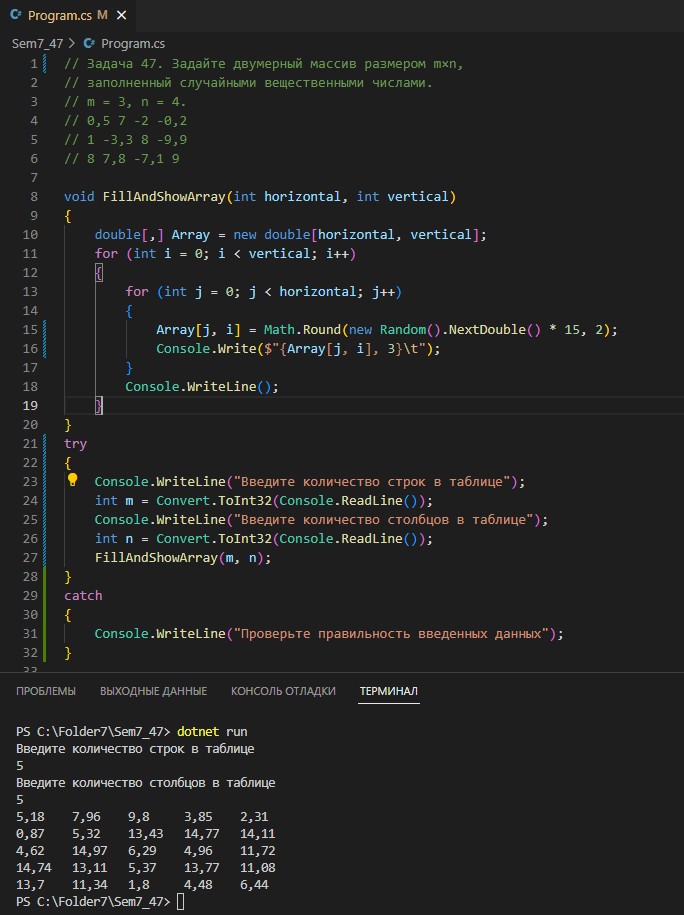 Program.cs M
Sem7_47 > Program.cs
1 // Задача 47. Задайте двумерный массив размером m×n,
2 // заполненный случайными вещественными числами.
3 // m = 3, n = 4.
4 // 0,5 7 -2 -0,2
5 // 1 -3,3 8 -9,9
6 // 8 7,8 -7,1 9
7
8 void FillAndShowArray(int horizontal, int vertical)
9 {
10     double[,] Array = new double[horizontal, vertical];
11     for (int i = 0; i < vertical; i++)
12     {
13         for (int j = 0; j < horizontal; j++)
14         {
15             Array[j, i] = Math.Round(new Random().NextDouble() * 15, 2);
16             Console.Write($"{Array[j, i], 3}\t");
17         }
18         Console.WriteLine();
19     }
20 }
21 try
22 {
23     Console.WriteLine("Введите количество строк в таблице");
24     int m = Convert.ToInt32(Console.ReadLine());
25     Console.WriteLine("Введите количество столбцов в таблице");
26     int n = Convert.ToInt32(Console.ReadLine());
27     FillAndShowArray(m, n);
28 }
29 catch
30 {
31     Console.WriteLine("Проверьте правильность введенных данных");
32 }
33
ПРОБЛЕМЫ ВЫХОДНЫЕ ДАННЫЕ КОНСОЛЬ ОТЛАДКИ ТЕРМИНАЛ
PS C:\Folder7\Sem7_47> dotnet run
Введите количество строк в таблице
5
Введите количество столбцов в таблице
5
5,18 7,96 9,8 3,85 2,31
0,87 5,32 13,43 14,77 14,11
4,62 14,97 6,29 4,96 11,72
14,74 13,11 5,37 13,77 11,08
13,7 11,34 1,8 4,48 6,44
PS C:\Folder7\Sem7_47>